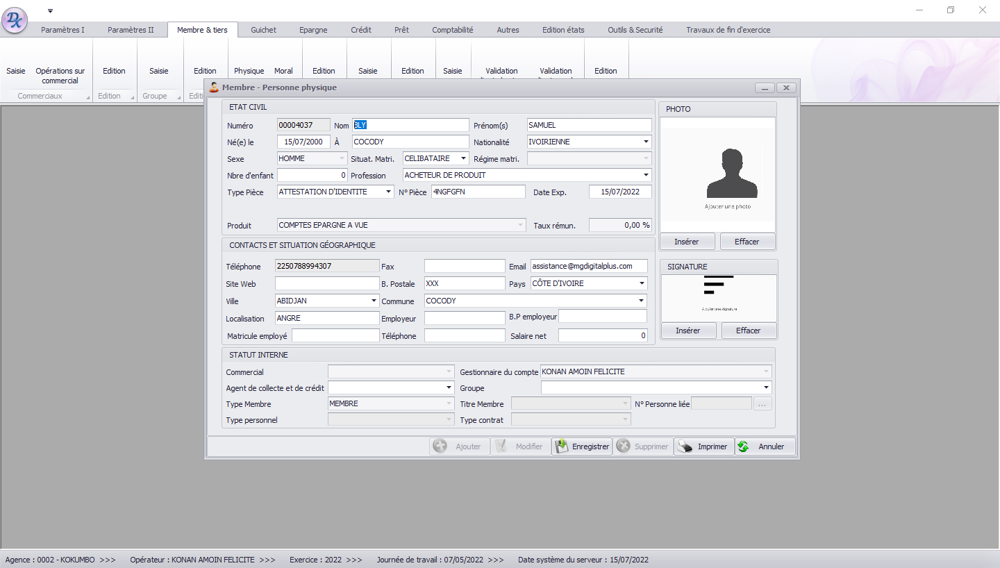 DX
Paramètres I Paramètres II Membre & tiers Guichet Epargne Crédit Prêt Comptabilité Autres Edition états Outils & Securité Travaux de fin d'exercice
Saisie Opérations sur commercial Edition Saisie Edition Physique Moral Edition Saisie Edition Saisie Validation Validation Edition
Commerciaux Edition Groupe
Membre - Personne physique
ETAT CIVIL
Numéro 00004037 Nom BLY Prénom(s) SAMUEL
Né(e) le 15/07/2000 À COCODY Nationalité IVOIRIENNE
Sexe HOMME Situat. Matri. CELIBATAIRE Régime matri.
Nbre d'enfant 0 Profession ACHETEUR DE PRODUIT
Type Pièce ATTESTATION D'IDENTITE N° Pièce 4NGFGFN Date Exp. 15/07/2022
Produit COMPTES EPARGNE A VUE Taux rémun. 0,00 %
PHOTO
Ajouter une photo
Insérer Effacer
CONTACTS ET SITUATION GÉOGRAPHIQUE
Téléphone 2250788994307 Fax Email assistance@mgdigitalplus.com
Site Web B. Postale XXX Pays CÔTE D'IVOIRE
Ville ABIDJAN Commune COCODY
Localisation ANGRE Employeur B.P employeur
Matricule employé Téléphone Salaire net 0
SIGNATURE
Ajouter une signature
Insérer Effacer
STATUT INTERNE
Commercial Gestionnaire du compte KONAN AMOIN FELICITE
Agent de collecte et de crédit Groupe
Type Membre MEMBRE Titre Membre N° Personne liée ...
Type personnel Type contrat
Ajouter Modifier Enregistrer Supprimer Imprimer Annuler
Agence : 0002 - KOKUMBO >>> Opérateur : KONAN AMOIN FELICITE >>> Exercice : 2022 >>> Journée de travail : 07/05/2022 >>> Date système du serveur : 15/07/2022